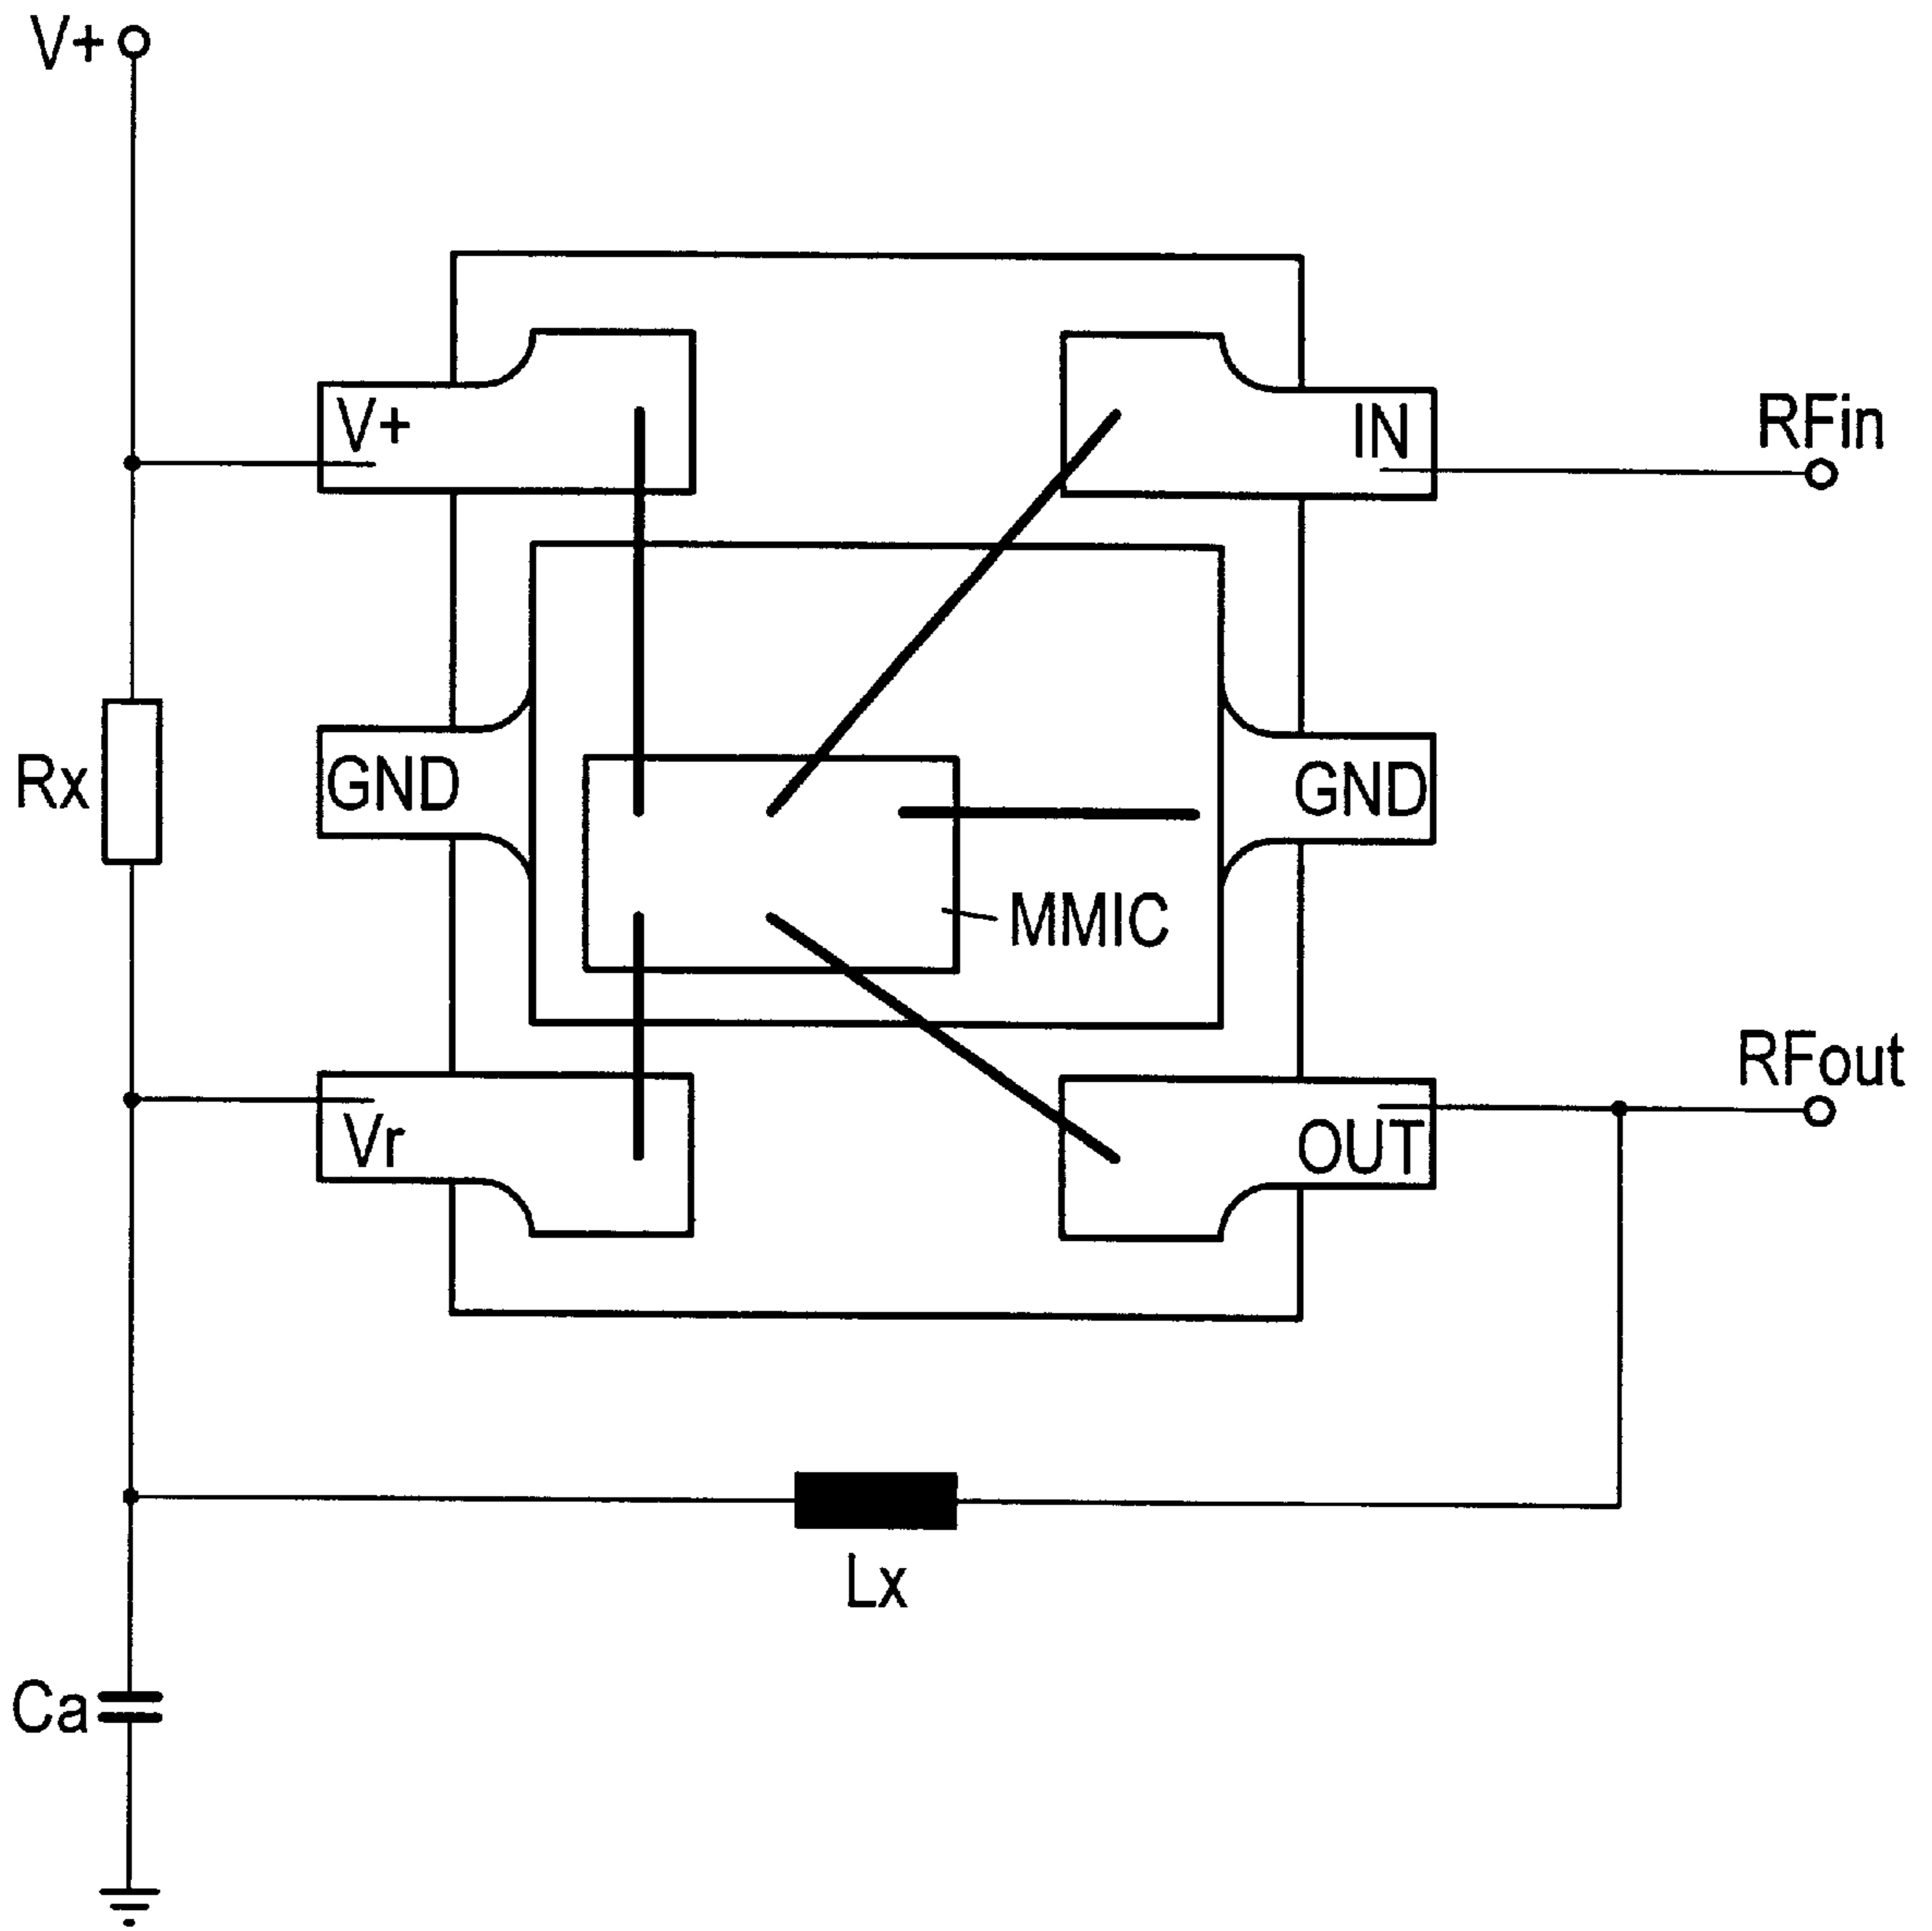 V+
V+
IN
RFin
Rx
GND
GND
MMIC
RFout
Vr
OUT
Lx
Ca